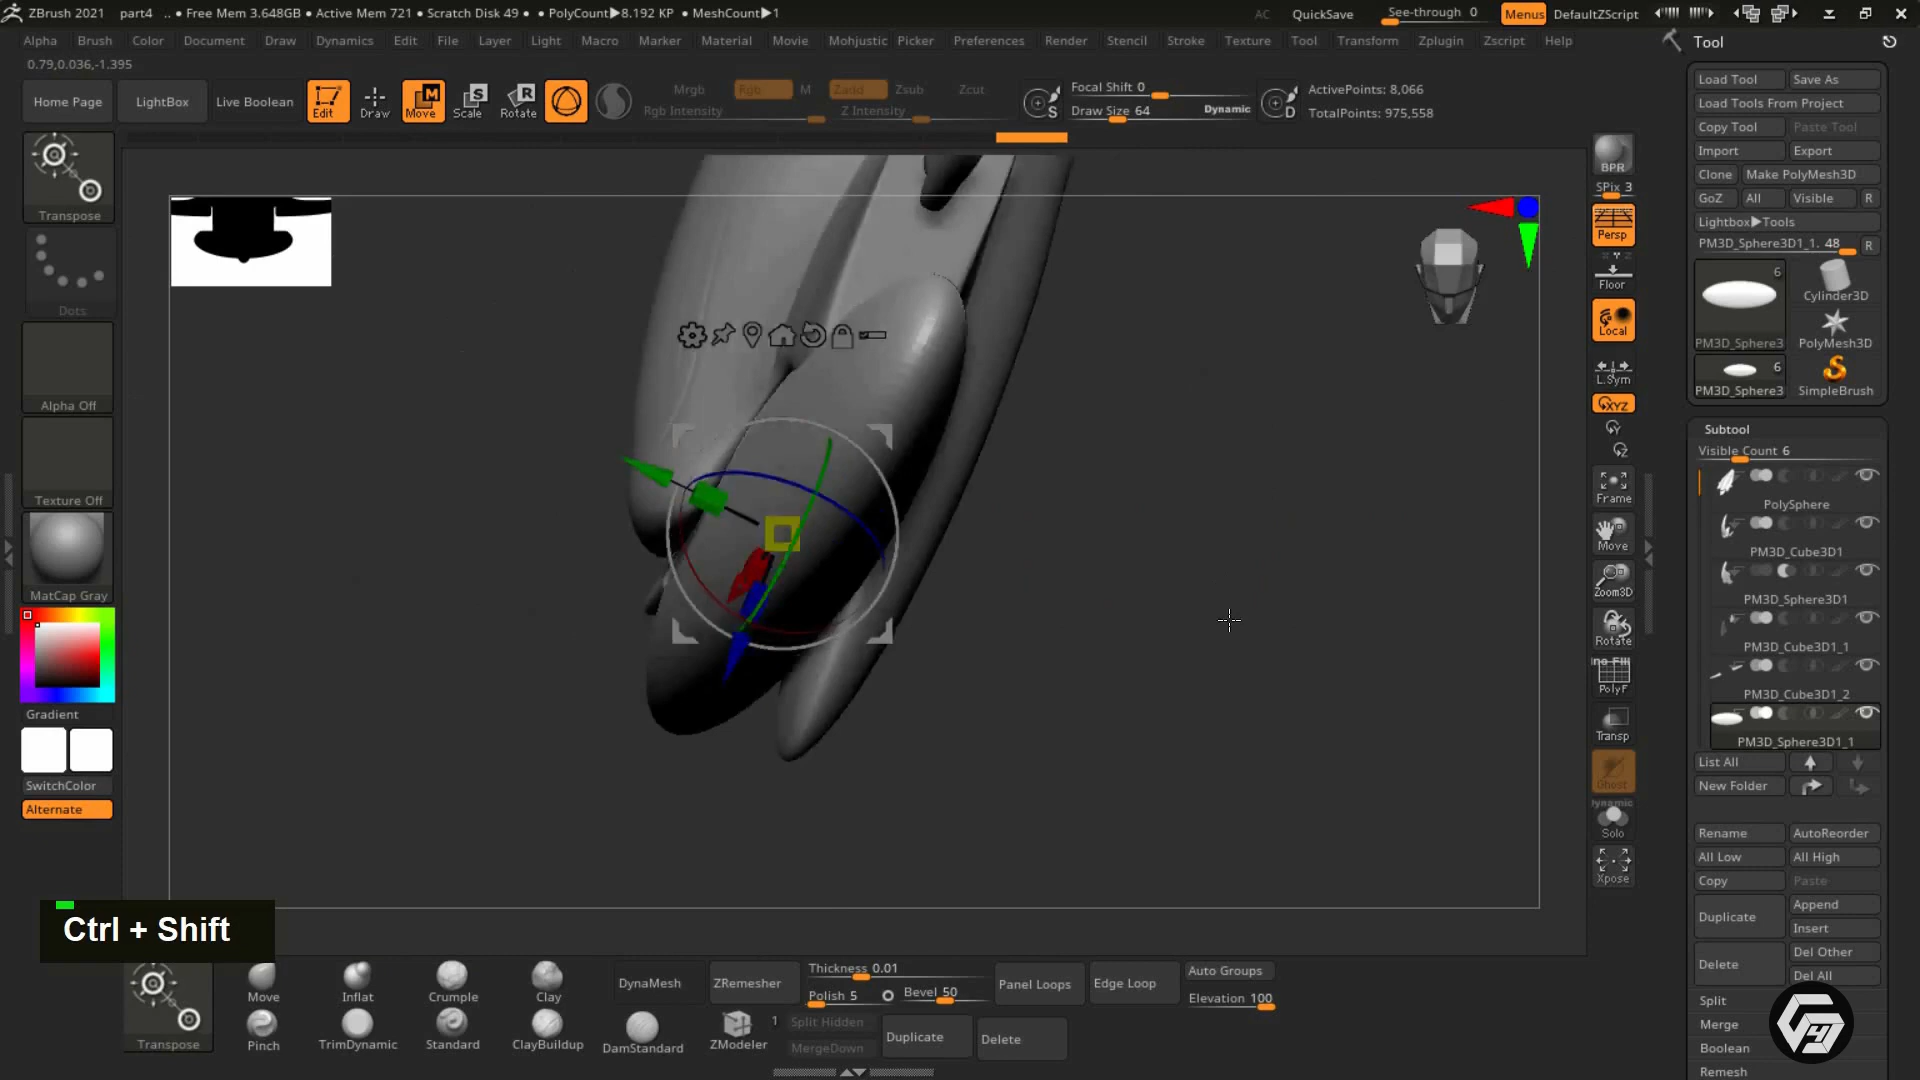 ZBrush 2021 part4 .. • Free Mem 3.648GB • Active Mem 721 • Scratch Disk 49 • • PolyCount▶8.192 KP • MeshCount▶1
AC QuickSave See-through 0 Menus DefaultZScript
Alpha Brush Color Document Draw Dynamics Edit File Layer Light Macro Marker Material Movie Mohjustic Picker Preferences Render Stencil Stroke Texture Tool Transform Zplugin Zscript Help
0.79,0.036,-1.395
Home Page LightBox Live Boolean Edit Draw Move Scale Rotate
Mrgb Rgb M Zadd Zsub Zcut
Rgb Intensity Z Intensity
S Focal Shift 0
Draw Size 64 Dynamic D
ActivePoints: 8,066
TotalPoints: 975,558
Transpose
Dots
Alpha Off
Texture Off
MatCap Gray
Gradient
SwitchColor
Alternate
BPR
SPix 3
Persp
Floor
Local
L.Sym
XYZ
Y
Z
Frame
Move
Zoom3D
Rotate
PolyF
Transp
Ghost
Dynamic
Solo
Xpose
Tool
Load Tool Save As
Load Tools From Project
Copy Tool Paste Tool
Import Export
Clone Make PolyMesh3D
GoZ All Visible R
Lightbox▶Tools
PM3D_Sphere3D1_1. 48 R
6
Cylinder3D
PM3D_Sphere3 PolyMesh3D
6
PM3D_Sphere3 SimpleBrush
Subtool
Visible Count 6
PolySphere
PM3D_Cube3D1
PM3D_Sphere3D1
PM3D_Cube3D1_1
PM3D_Cube3D1_2
PM3D_Sphere3D1_1
List All
New Folder
Rename AutoReorder
All Low All High
Copy Paste
Duplicate Append
Insert
Delete Del Other
Del All
Split
Merge
Boolean
Remesh
Ctrl + Shift
Transpose
Move Inflat Crumple Clay
Pinch TrimDynamic Standard ClayBuildup DamStandard ZModeler 1
DynaMesh ZRemesher
Thickness 0.01
Polish 5 Bevel 50
Panel Loops Edge Loop
Auto Groups
Elevation 100
Split Hidden
MergeDown
Duplicate Delete